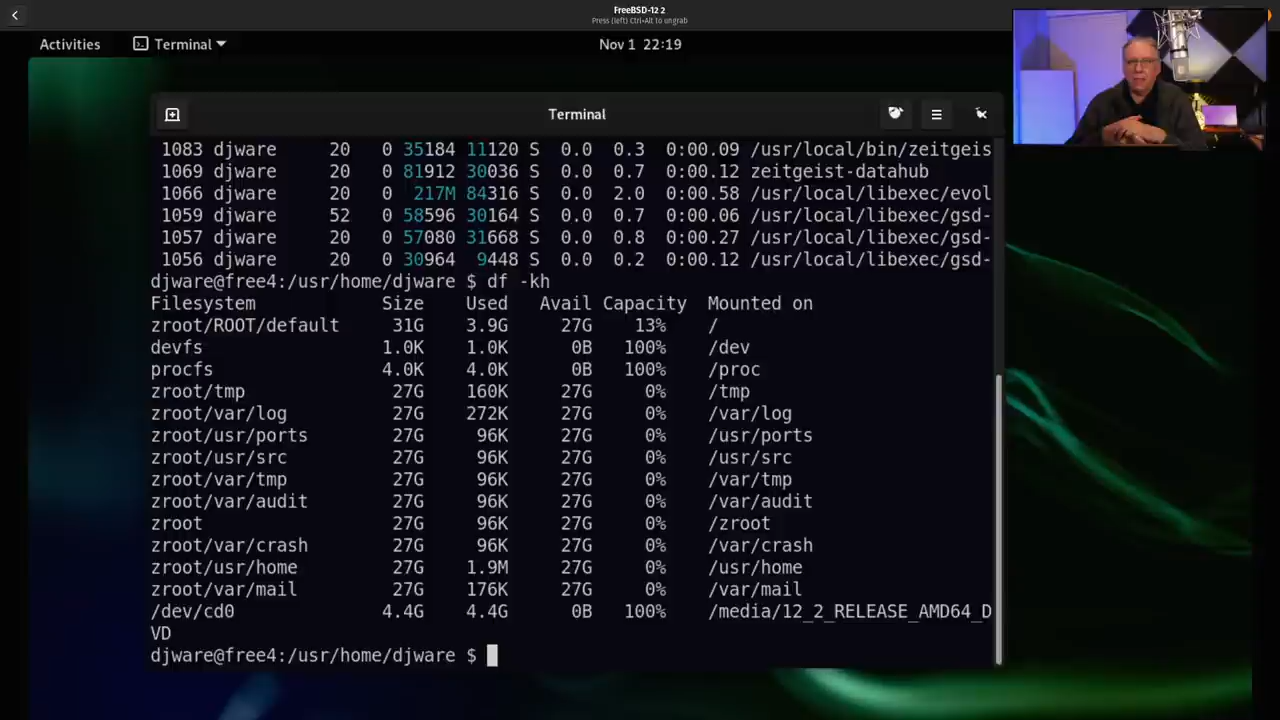 FreeBSD-12 2
Press (left) Ctrl+Alt to ungrab
Activities
Terminal
Nov 1 22:19
Terminal
1083 djware 20 0 35184 11120 S 0.0 0.3 0:00.09 /usr/local/bin/zeitgeis
1069 djware 20 0 81912 30036 S 0.0 0.7 0:00.12 zeitgeist-datahub
1066 djware 20 0 217M 84316 S 0.0 2.0 0:00.58 /usr/local/libexec/evol
1059 djware 52 0 58596 30164 S 0.0 0.7 0:00.06 /usr/local/libexec/gsd-
1057 djware 20 0 57080 31668 S 0.0 0.8 0:00.27 /usr/local/libexec/gsd-
1056 djware 20 0 30964 9448 S 0.0 0.2 0:00.12 /usr/local/libexec/gsd-
djware@free4:/usr/home/djware $ df -kh
Filesystem Size Used Avail Capacity Mounted on
zroot/ROOT/default 31G 3.9G 27G 13% /
devfs 1.0K 1.0K 0B 100% /dev
procfs 4.0K 4.0K 0B 100% /proc
zroot/tmp 27G 160K 27G 0% /tmp
zroot/var/log 27G 272K 27G 0% /var/log
zroot/usr/ports 27G 96K 27G 0% /usr/ports
zroot/usr/src 27G 96K 27G 0% /usr/src
zroot/var/tmp 27G 96K 27G 0% /var/tmp
zroot/var/audit 27G 96K 27G 0% /var/audit
zroot 27G 96K 27G 0% /zroot
zroot/var/crash 27G 96K 27G 0% /var/crash
zroot/usr/home 27G 1.9M 27G 0% /usr/home
zroot/var/mail 27G 176K 27G 0% /var/mail
/dev/cd0 4.4G 4.4G 0B 100% /media/12_2_RELEASE_AMD64_D
VD
djware@free4:/usr/home/djware $